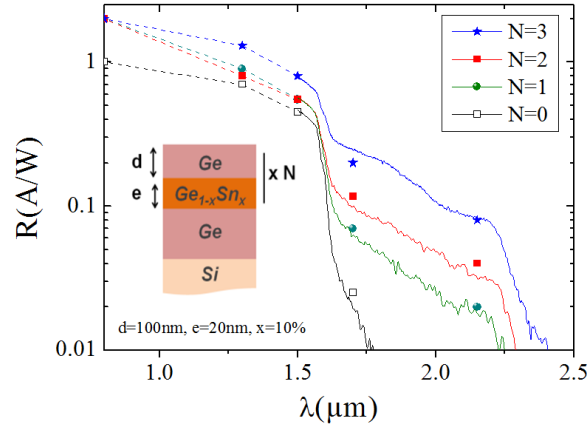 R(A/W)
1
0.1
0.01
N=3
N=2
N=1
N=0
d
Ge
x N
e
Ge1-xSnx
Ge
Si
d=100nm, e=20nm, x=10%
1.0 1.5 2.0 2.5
λ(µm)